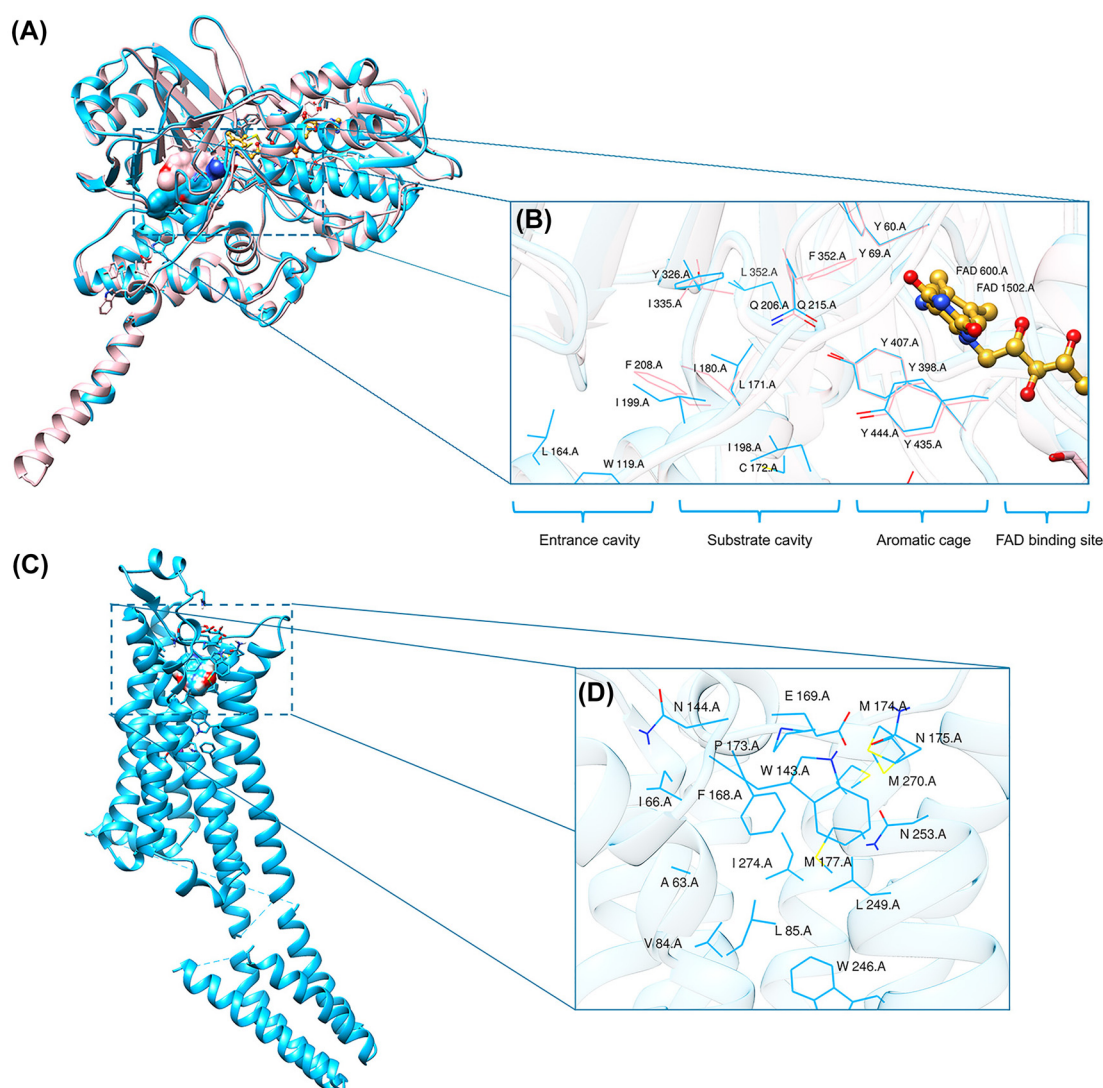 (A)
(B)
Y 60.A
Y 326.A
L 352.A
F 352.A
Y 69.A
FAD 600.A
I 335.A
Q 206.A
Q 215.A
FAD 1502.A
Y 407.A
F 208.A
I 180.A
Y 398.A
L 171.A
I 199.A
Y 444.A
Y 435.A
L 164.A
I 198.A
W 119.A
C 172.A
Entrance cavity
Substrate cavity
Aromatic cage
FAD binding site
(C)
(D)
N 144.A
E 169.A
M 174.A
N 175.A
P 173.A
W 143.A
M 270.A
I 66.A
F 168.A
N 253.A
I 274.A
M 177.A
A 63.A
L 249.A
L 85.A
V 84.A
W 246.A